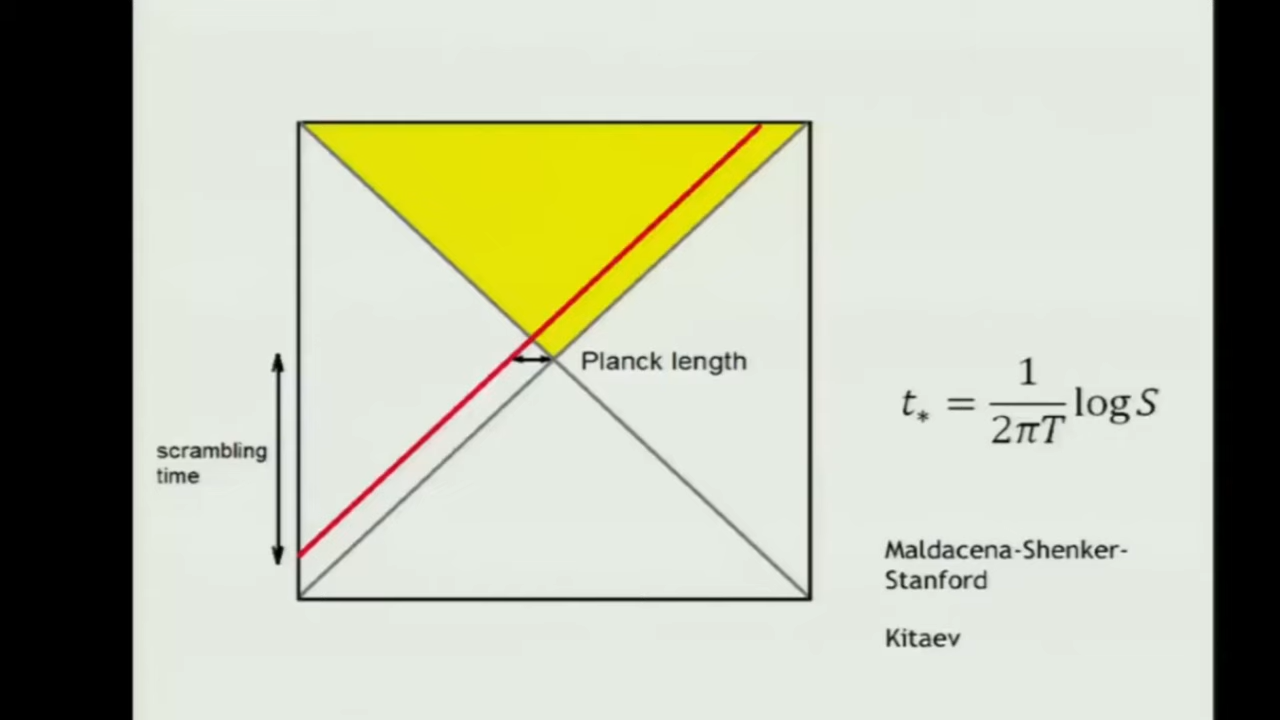 Planck length
scrambling
time
t* = 1/2πT log S
Maldacena-Shenker-
Stanford
Kitaev